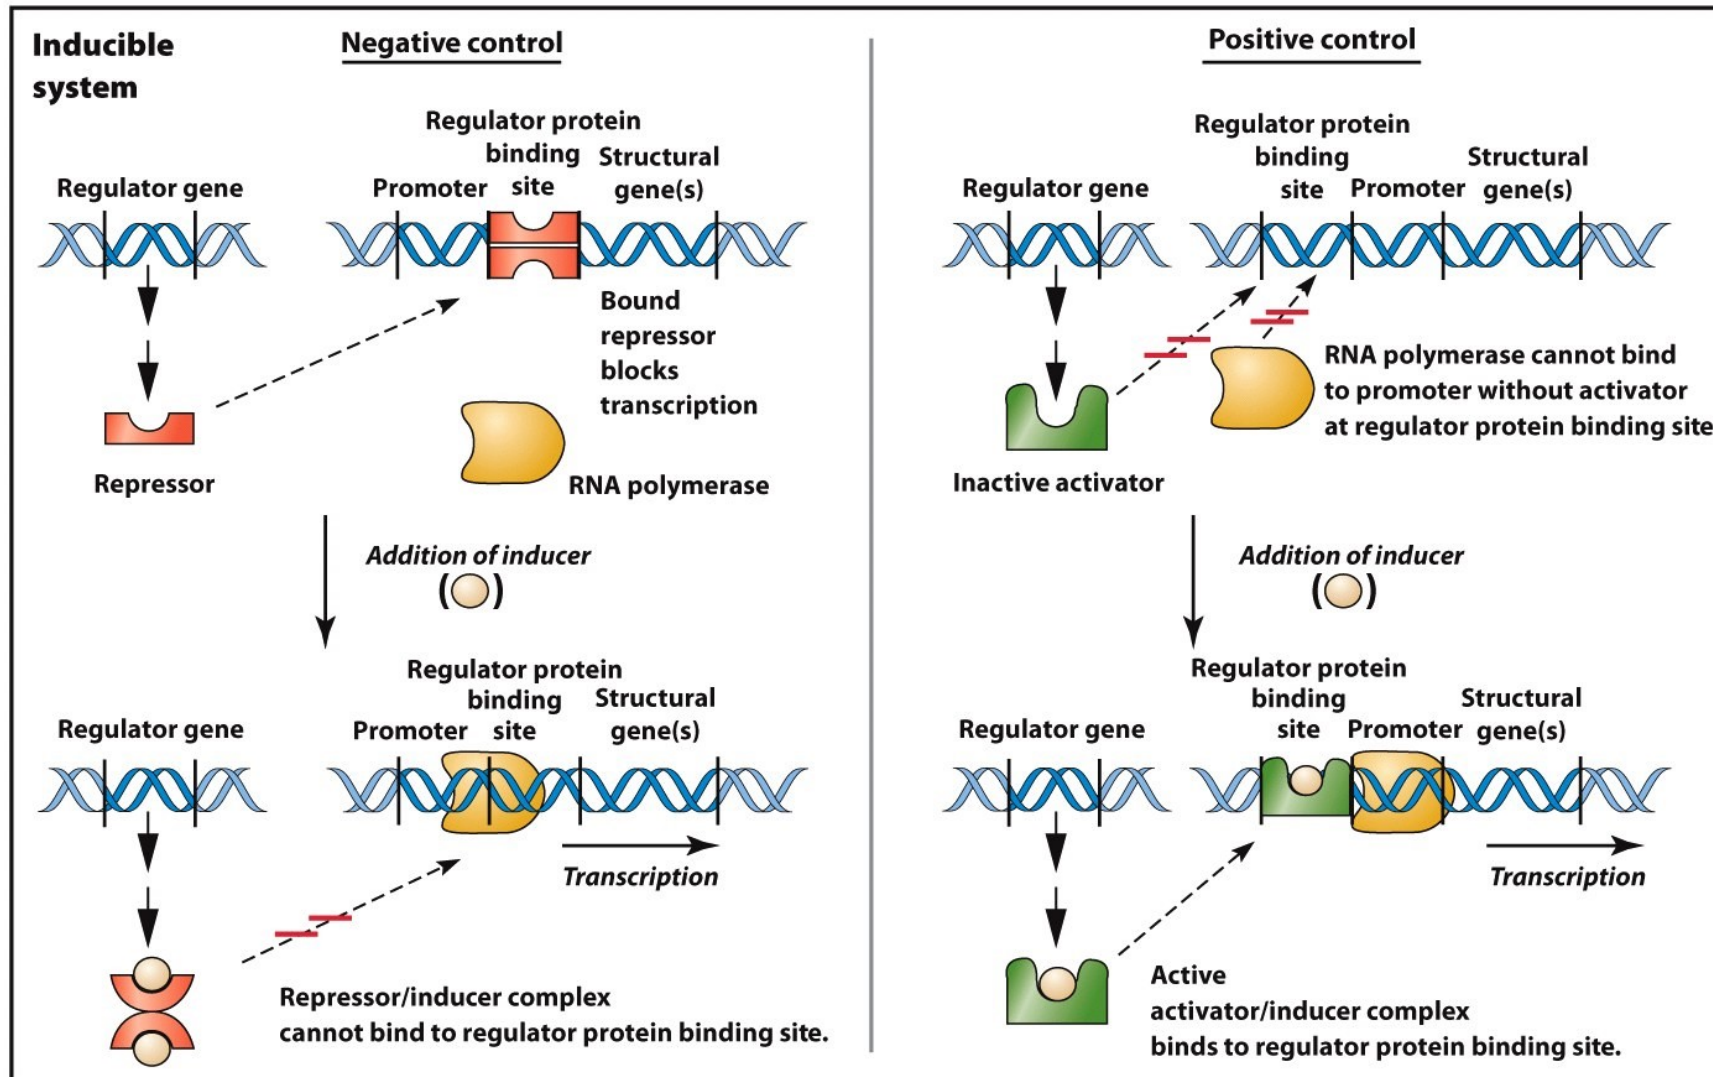 Inducible
system
Negative control
Regulator protein
binding
site
Structural
gene(s)
Regulator gene
Promoter
Bound
repressor
blocks
transcription
Repressor
RNA polymerase
Addition of inducer
( )
Regulator protein
binding
site
Structural
gene(s)
Regulator gene
Promoter
Transcription
Repressor/inducer complex
cannot bind to regulator protein binding site.
Positive control
Regulator protein
binding
site
Structural
gene(s)
Regulator gene
Promoter
RNA polymerase cannot bind
to promoter without activator
at regulator protein binding site
Inactive activator
Addition of inducer
( )
Regulator protein
binding
site
Structural
gene(s)
Regulator gene
Promoter
Transcription
Active
activator/inducer complex
binds to regulator protein binding site.